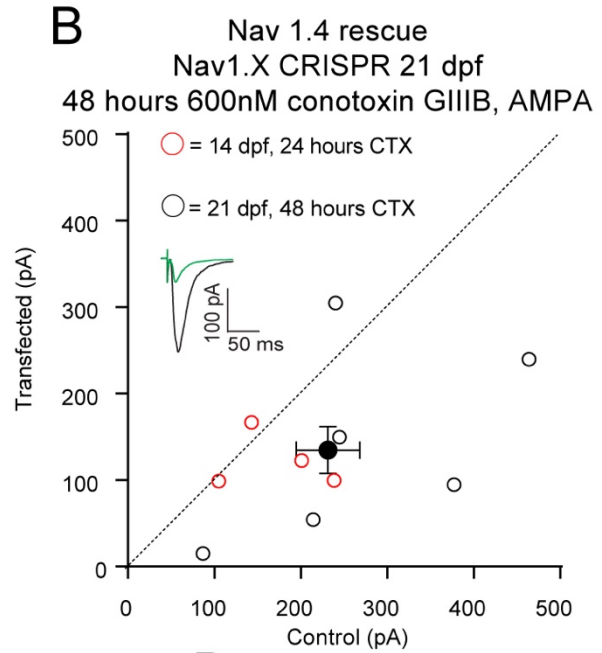 B
Nav 1.4 rescue
Nav1.X CRISPR 21 dpf
48 hours 600nM conotoxin GIIIB, AMPA
500
= 14 dpf, 24 hours CTX
= 21 dpf, 48 hours CTX
400
300
100 pA
50 ms
Transfected (pA)
200
100
0
0 100 200 300 400 500
Control (pA)